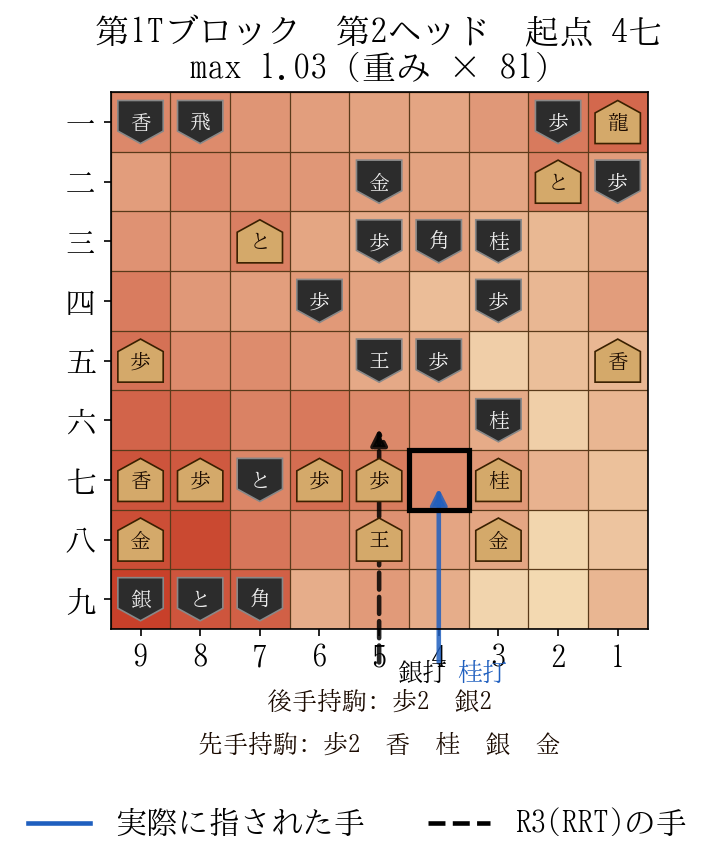 第1Tブロック 第2ヘッド 起点 4七
max 1.03 (重み × 81)
一 香 飛 歩 龍
二 金 と 歩
三 と 歩 角 桂
四 歩 歩
五 歩 王 歩 香
六 桂
七 香 歩 と 歩 歩 桂
八 金 王 金
九 銀 と 角
9 8 7 6 5 4 3 2 1
銀打 桂打
後手持駒: 歩2 銀2
先手持駒: 歩2 香 桂 銀 金
実際に指された手 R3(RRT)の手